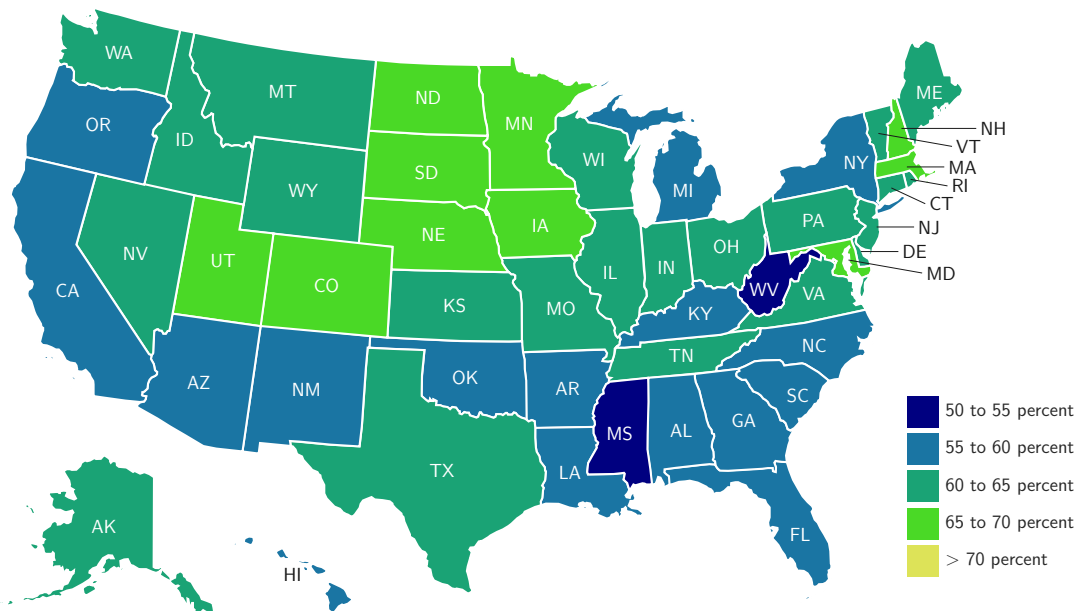 WA
ME
MT
ND
OR
MN
NH
ID
VT
WI
NY
MA
SD
RI
WY
MI
CT
PA
IA
NJ
NE
OH
NV
DE
UT
IN
IL
MD
CO
CA
WV
VA
KS
MO
KY
NC
TN
OK
AZ
AR
NM
SC
50 to 55 percent
GA
AL
MS
55 to 60 percent
TX
LA
60 to 65 percent
65 to 70 percent
AK
FL
> 70 percent
HI